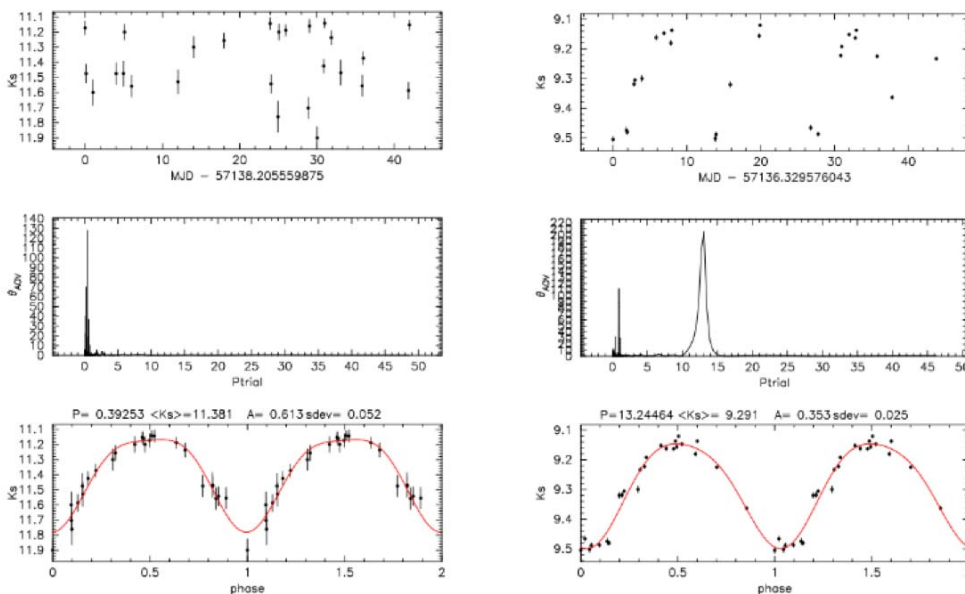 11.1
11.2
11.3
11.4
11.5
11.6
11.7
11.8
11.9
Ks
0 10 20 30 40
MJD − 57138.205559875
9.1
9.2
9.3
9.4
9.5
Ks
0 10 20 30 40
MJD − 57136.329576043
140
130
120
110
100
90
80
70
60
50
40
30
20
10
0
θAOV
0 5 10 15 20 25 30 35 40 45 50
Ptrial
220
θAOV
0 5 10 15 20 25 30 35 40 45 50
Ptrial
P= 0.39253 <Ks>=11.381 A= 0.613 sdev= 0.052
11.1
11.2
11.3
11.4
11.5
11.6
11.7
11.8
11.9
Ks
0 0.5 1 1.5 2
phase
P=13.24464 <Ks>= 9.291 A= 0.353 sdev= 0.025
9.1
9.2
9.3
9.4
9.5
Ks
0 0.5 1 1.5
phase